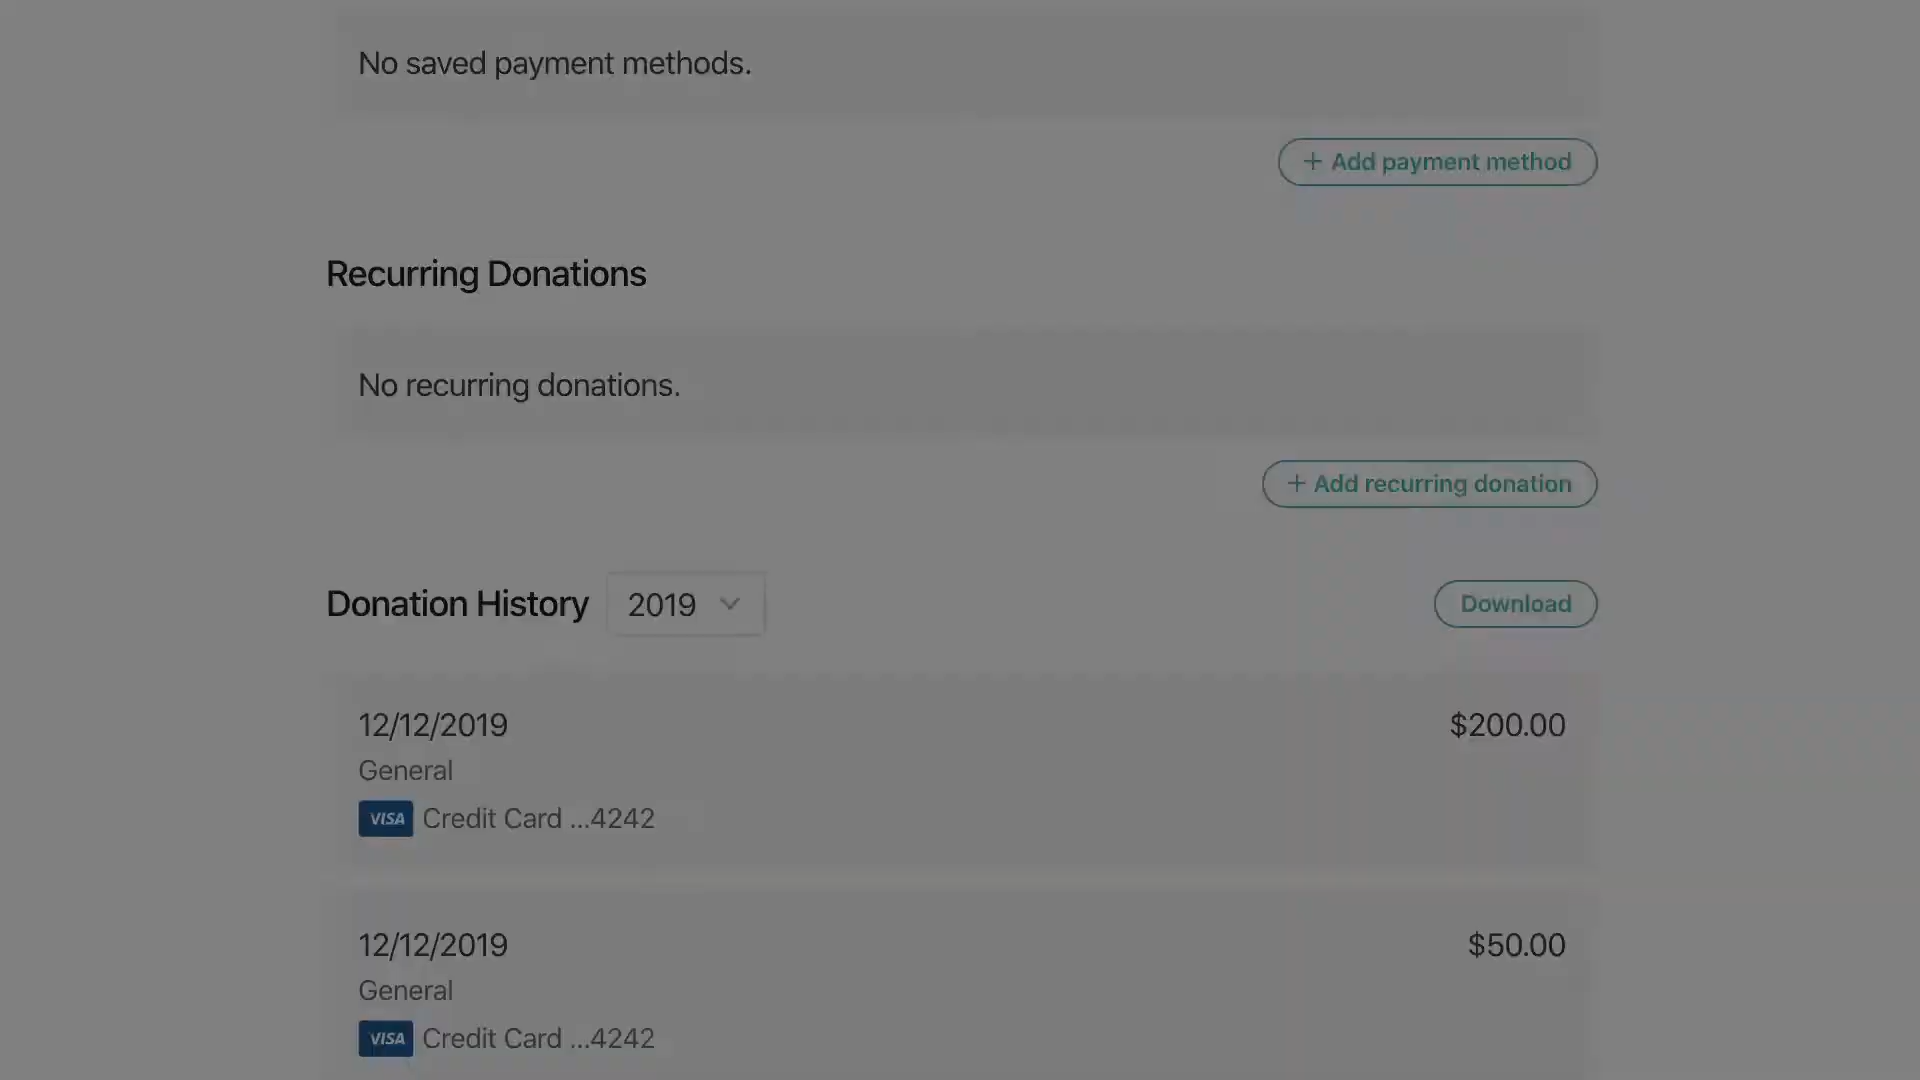 No saved payment methods.
+ Add payment method
Recurring Donations
No recurring donations.
+ Add recurring donation
Donation History 2019 Download
12/12/2019 $200.00
General
VISA Credit Card ...4242
12/12/2019 $50.00
General
VISA Credit Card ...4242